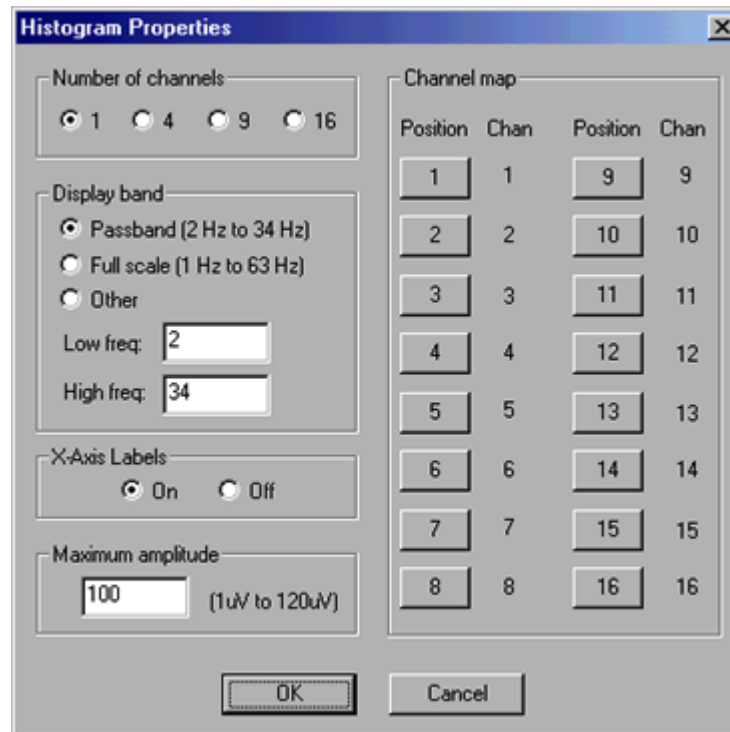 Histogram Properties
Number of channels
1 4 9 16
Display band
Passband (2 Hz to 34 Hz)
Full scale (1 Hz to 63 Hz)
Other
Low freq: 2
High freq: 34
X-Axis Labels
On Off
Maximum amplitude
100 (1uV to 120uV)
Channel map
Position Chan Position Chan
1 1 9 9
2 2 10 10
3 3 11 11
4 4 12 12
5 5 13 13
6 6 14 14
7 7 15 15
8 8 16 16
OK Cancel